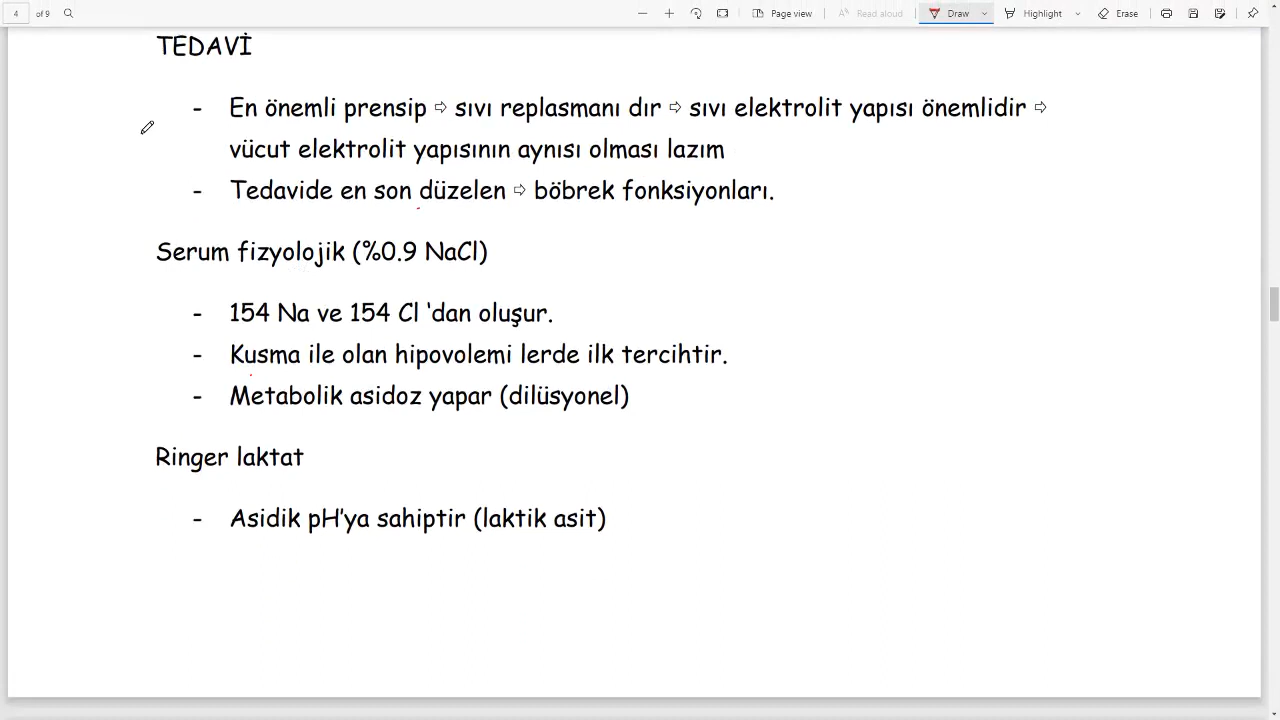 4 of 9 Page view Read aloud Draw Highlight Erase
TEDAVİ
- En önemli prensip ⇨ sıvı replasmanı dır ⇨ sıvı elektrolit yapısı önemlidir ⇨
vücut elektrolit yapısının aynısı olması lazım
- Tedavide en son düzelen ⇨ böbrek fonksiyonları.
Serum fizyolojik (%0.9 NaCl)
- 154 Na ve 154 Cl ‘dan oluşur.
- Kusma ile olan hipovolemi lerde ilk tercihtir.
- Metabolik asidoz yapar (dilüsyonel)
Ringer laktat
- Asidik pH’ya sahiptir (laktik asit)